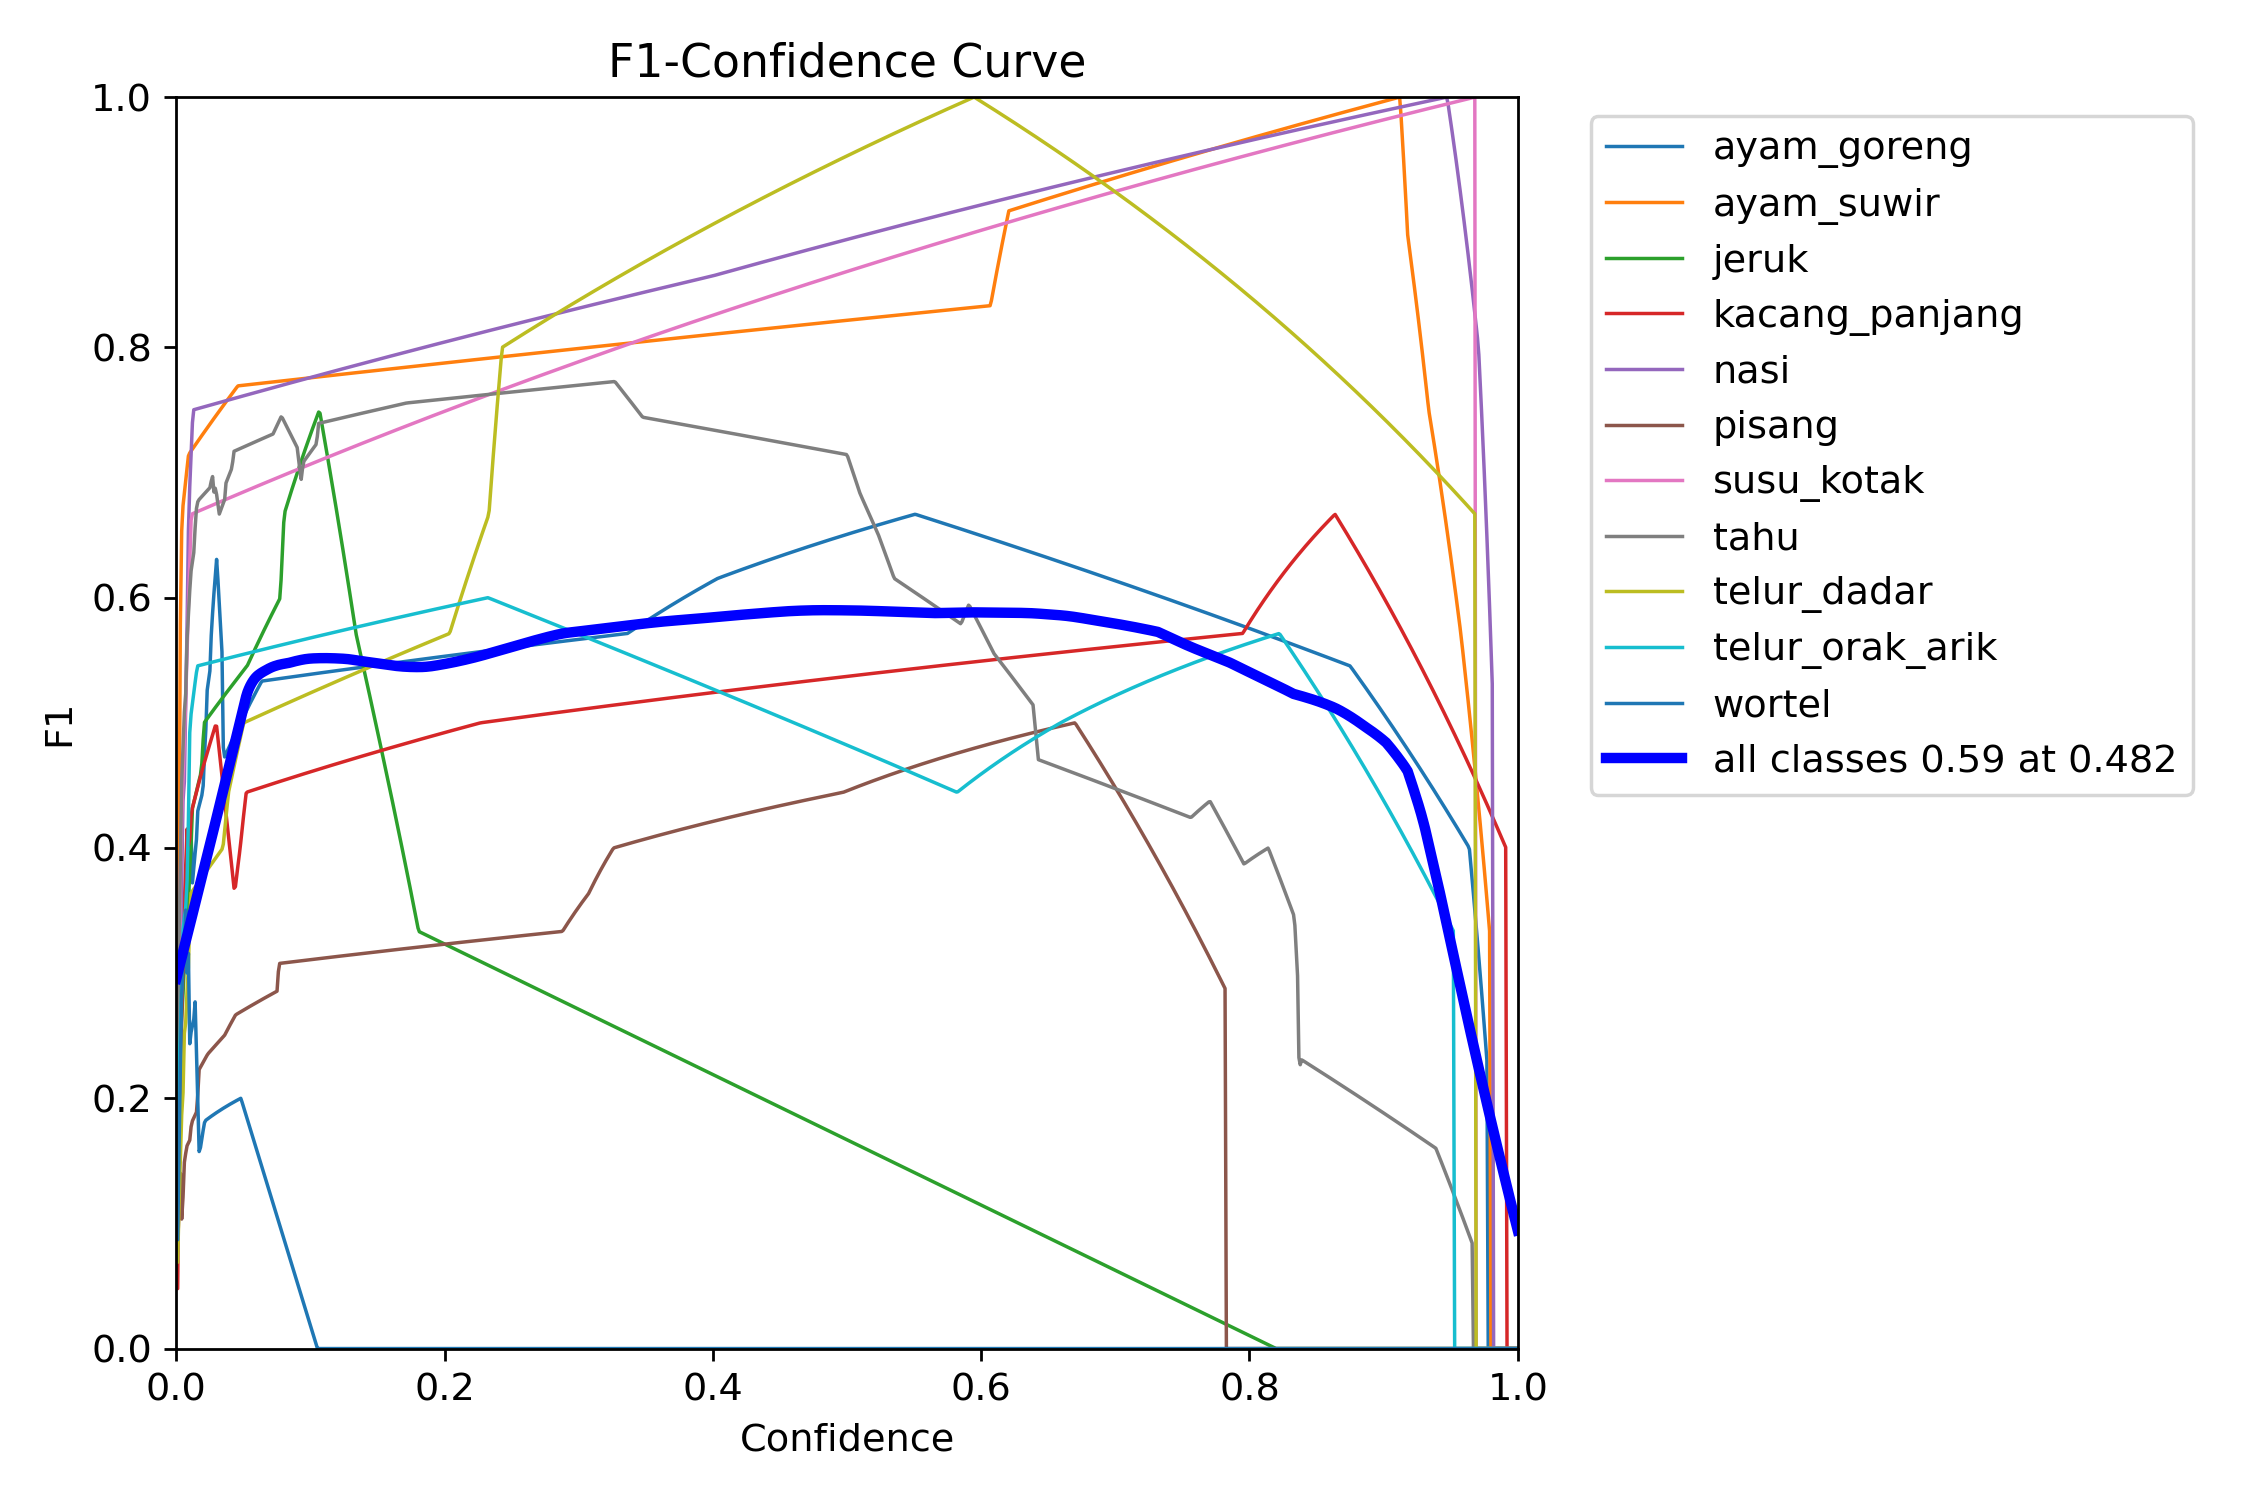 F1-Confidence Curve
1.0
0.8
0.6
0.4
0.2
0.0
F1
0.0 0.2 0.4 0.6 0.8 1.0
Confidence
ayam_goreng
ayam_suwir
jeruk
kacang_panjang
nasi
pisang
susu_kotak
tahu
telur_dadar
telur_orak_arik
wortel
all classes 0.59 at 0.482